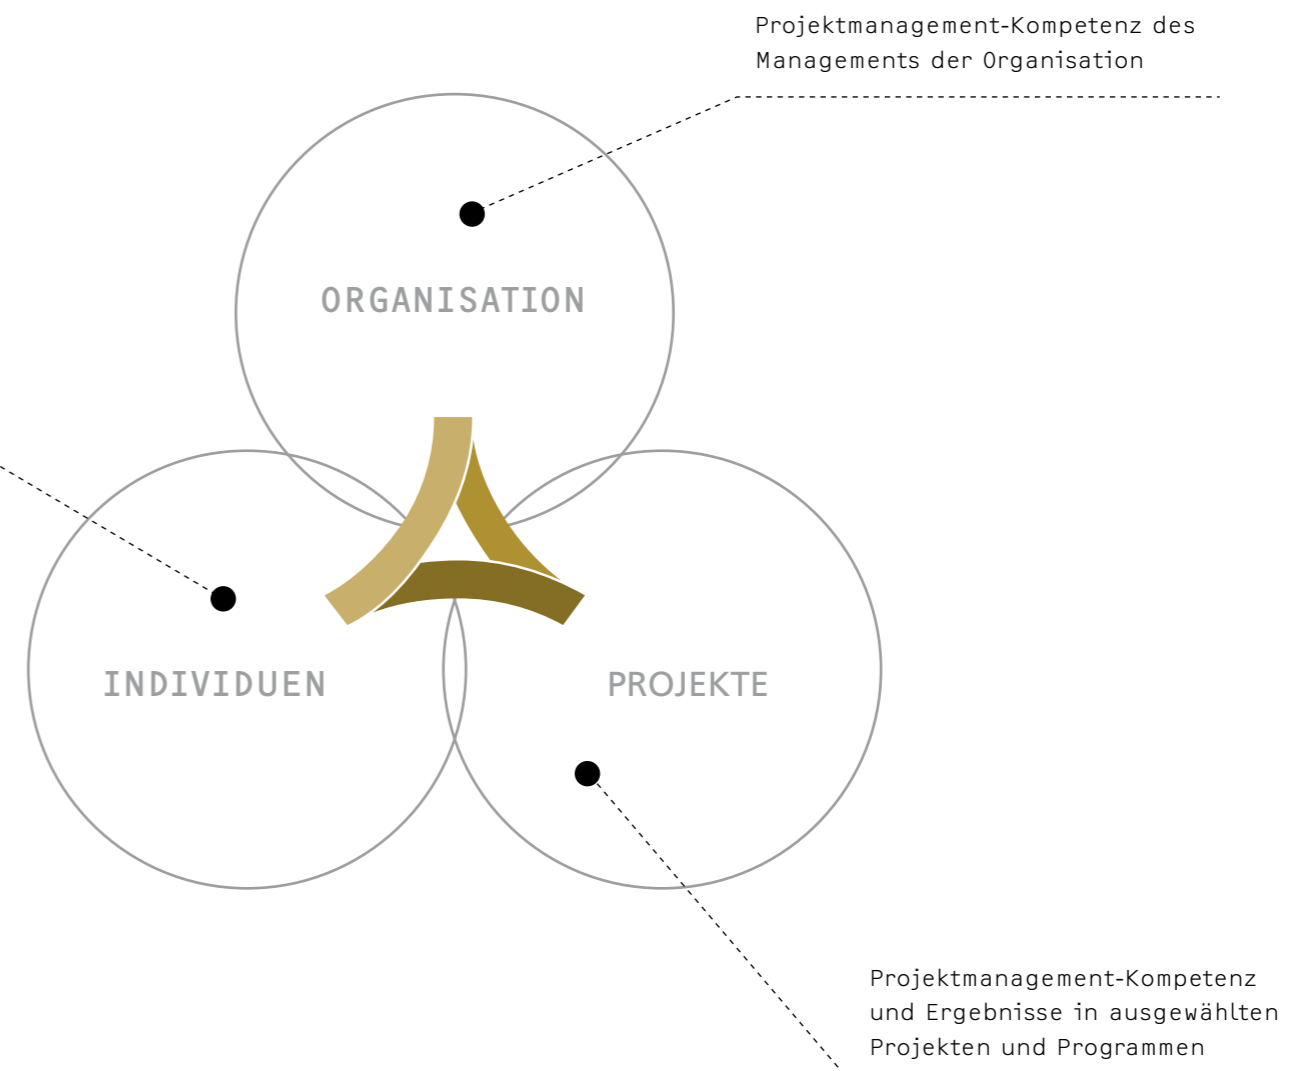 Projektmanagement-Kompetenz des
Managements der Organisation
ORGANISATION
INDIVIDUEN
PROJEKTE
Projektmanagement-Kompetenz
und Ergebnisse in ausgewählten
Projekten und Programmen